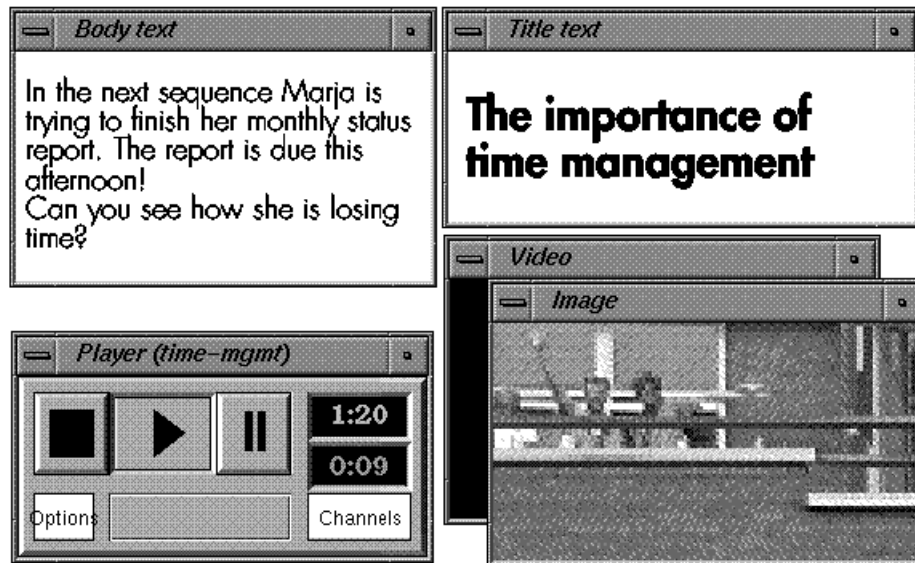 Body text
In the next sequence Marja is
trying to finish her monthly status
report. The report is due this
afternoon!
Can you see how she is losing
time?
Title text
The importance of
time management
Video
Image
Player (time-mgmt)
1:20
0:09
Options
Channels